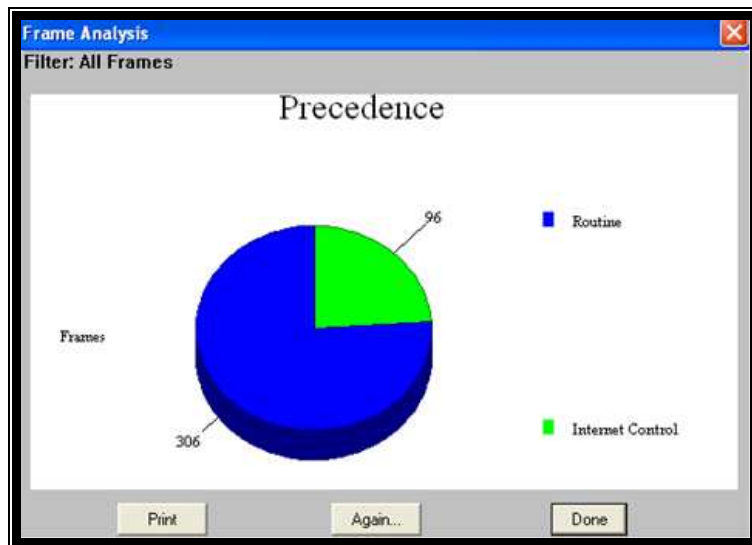 Frame Analysis
Filter: All Frames
Precedence
96
Routine
Frames
Internet Control
306
Print Again... Done